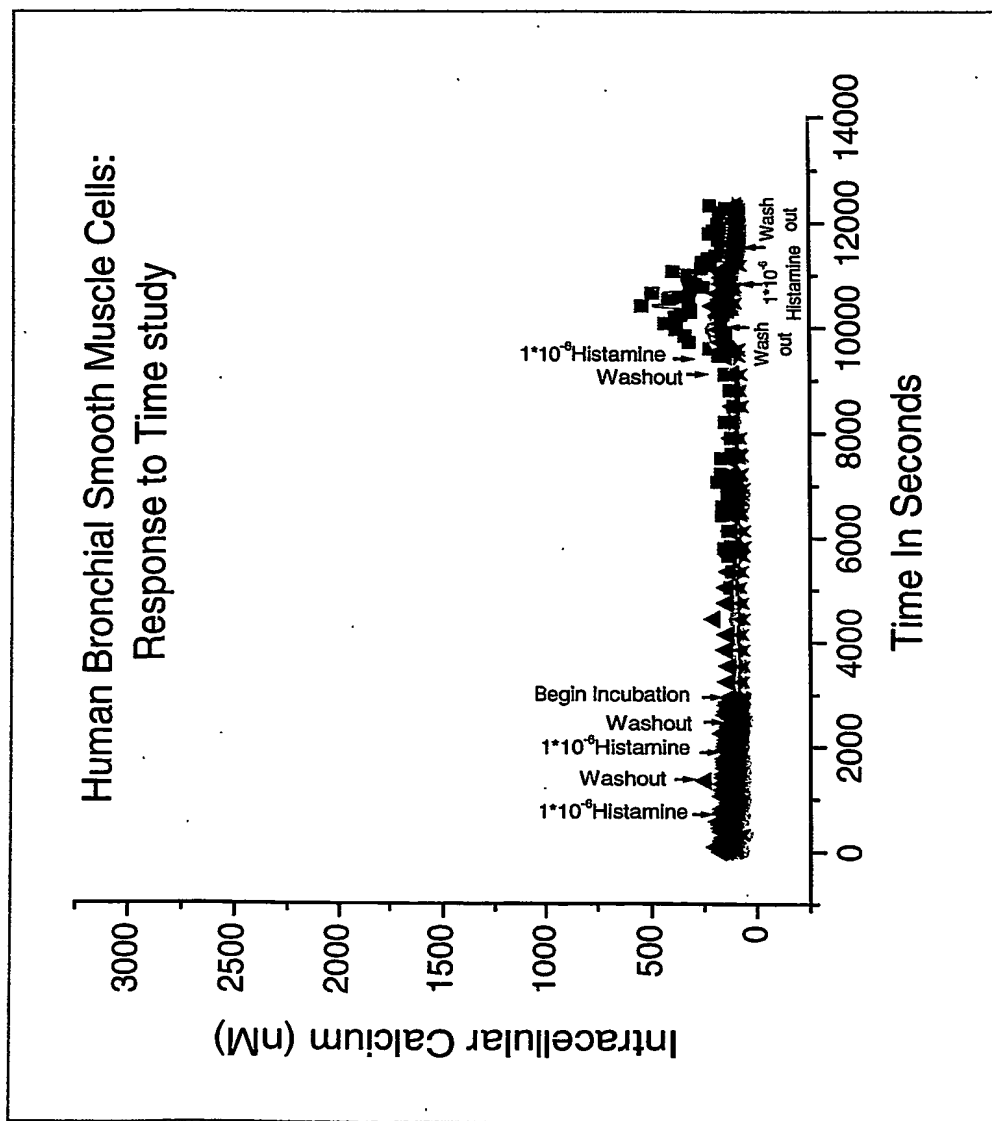 Human Bronchial Smooth Muscle Cells:
Response to Time study
Intracellular Calcium (nM)
3000
2500
2000
1500
1000
500
0
1*10⁻⁶Histamine
Washout
1*10⁻⁶Histamine
Washout
Begin Incubation
Washout
1*10⁻⁶Histamine
Wash
out
1*10⁻⁶
Histamine
Wash
out
0
2000
4000
6000
8000
10000
12000
14000
Time In Seconds